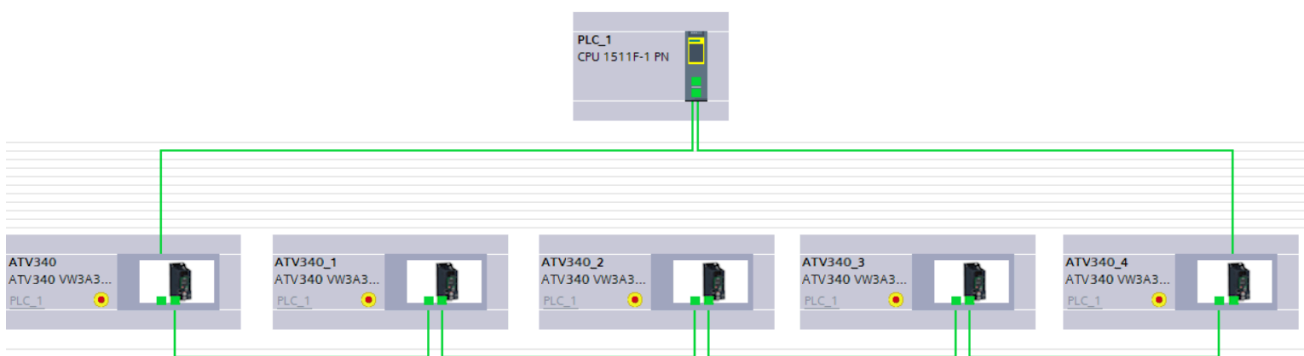 PLC_1
CPU 1511F-1 PN
ATV340
ATV340 VW3A3...
PLC_1
ATV340_1
ATV340 VW3A3...
PLC_1
ATV340_2
ATV340 VW3A3...
PLC_1
ATV340_3
ATV340 VW3A3...
PLC_1
ATV340_4
ATV340 VW3A3...
PLC_1